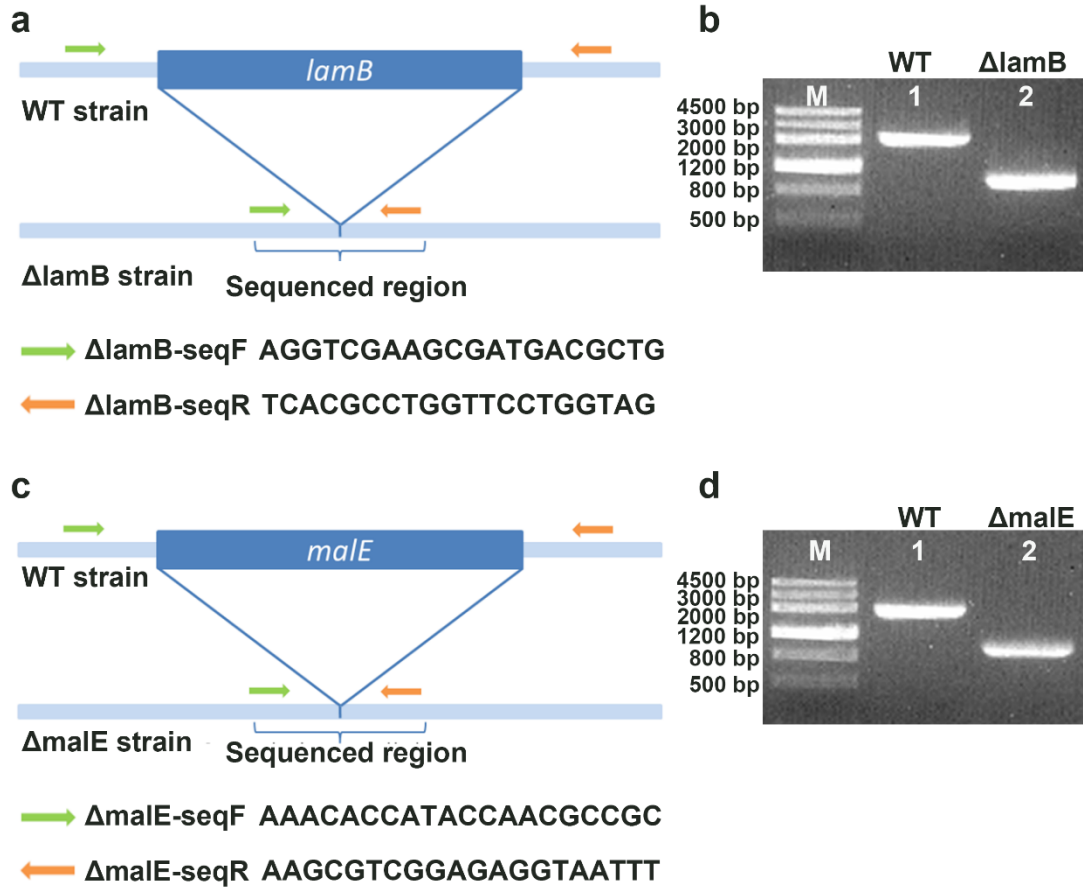 a
lamB
WT strain
ΔlamB strain
Sequenced region
ΔlamB-seqF AGGTCGAAGCGATGACGCTG
ΔlamB-seqR TCACGCCTGGTTCCTGGTAG
b
WT ΔlamB
M 1 2
4500 bp
3000 bp
2000 bp
1200 bp
800 bp
500 bp
c
malE
WT strain
ΔmalE strain
Sequenced region
ΔmalE-seqF AAACACCATACCAACGCCGC
ΔmalE-seqR AAGCGTCGGAGAGGTAATTT
d
WT ΔmalE
M 1 2
4500 bp
3000 bp
2000 bp
1200 bp
800 bp
500 bp